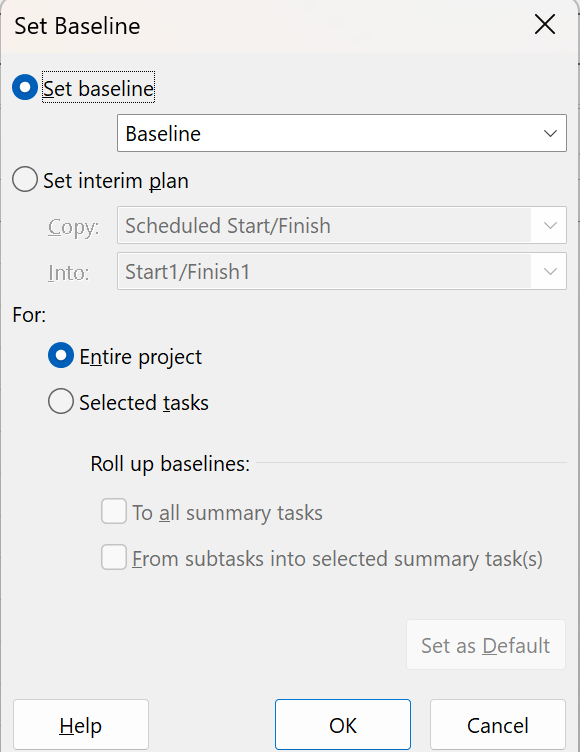 Set Baseline
Set baseline
Baseline
Set interim plan
Copy: Scheduled Start/Finish
Into: Start1/Finish1
For:
Entire project
Selected tasks
Roll up baselines:
To all summary tasks
From subtasks into selected summary task(s)
Set as Default
Help OK Cancel